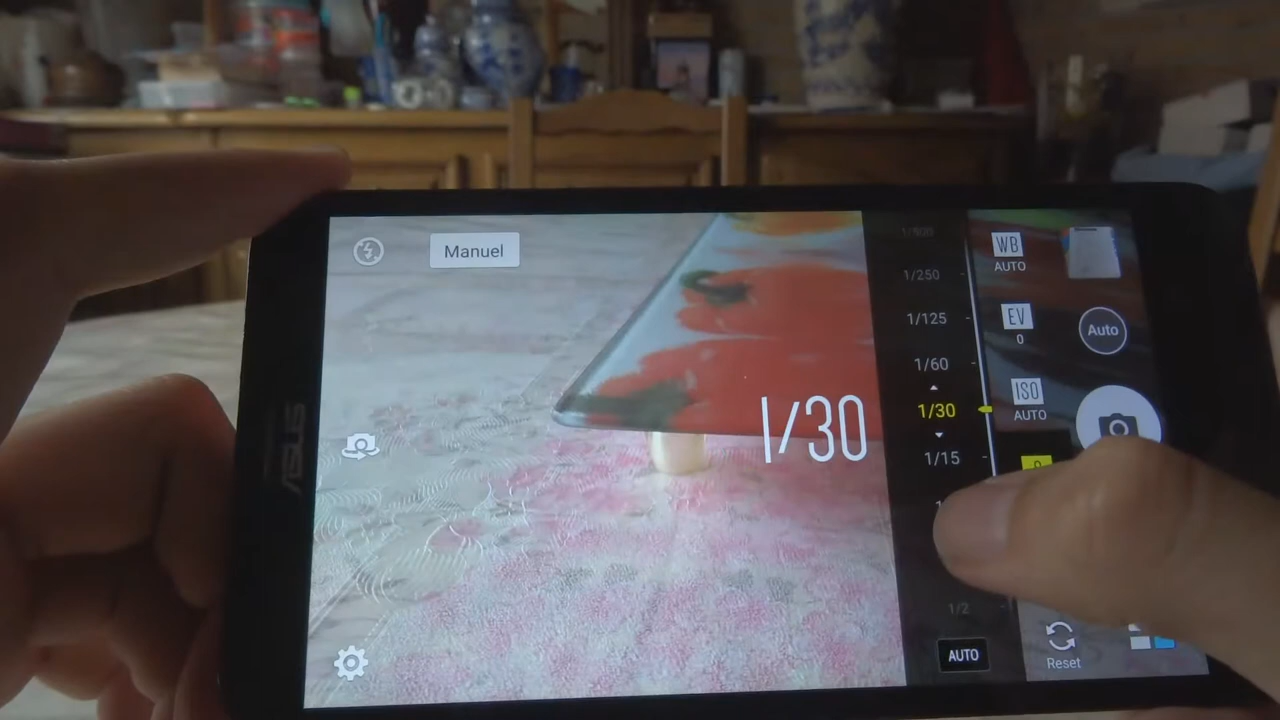 ASUS
Manuel
1/30
1/250
1/125
1/60
1/30
1/15
1/2
AUTO
WB
AUTO
EV
0
ISO
AUTO
Auto
Reset